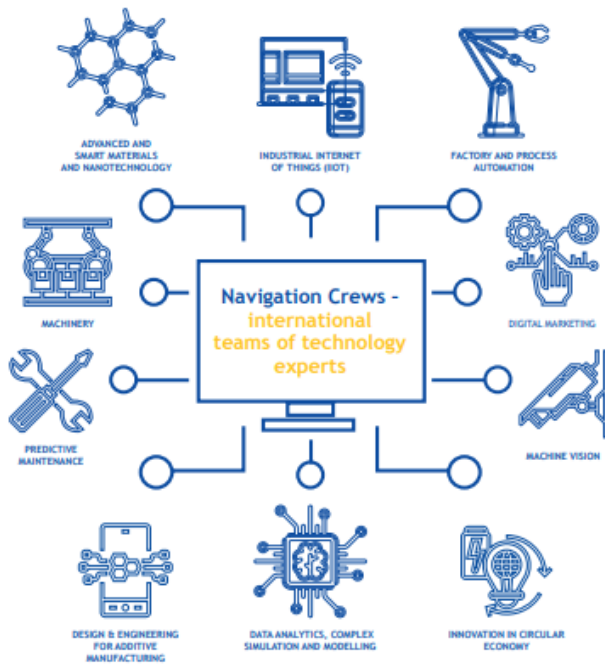 ADVANCED AND
SMART MATERIALS
AND NANOTECHNOLOGY
INDUSTRIAL INTERNET
OF THINGS (IIOT)
FACTORY AND PROCESS
AUTOMATION
MACHINERY
Navigation Crews –
international
teams of technology
experts
DIGITAL MARKETING
PREDICTIVE
MAINTENANCE
MACHINE VISION
DESIGN & ENGINEERING
FOR ADDITIVE
MANUFACTURING
DATA ANALYTICS, COMPLEX
SIMULATION AND MODELLING
INNOVATION IN CIRCULAR
ECONOMY